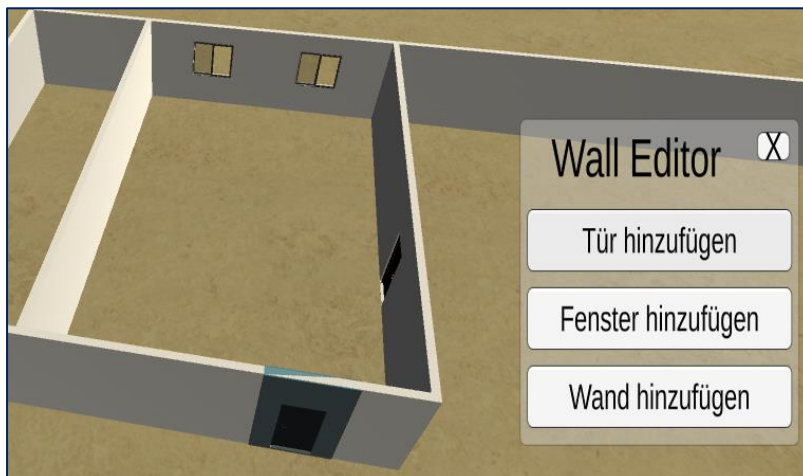 Wall Editor X
Tür hinzufügen
Fenster hinzufügen
Wand hinzufügen